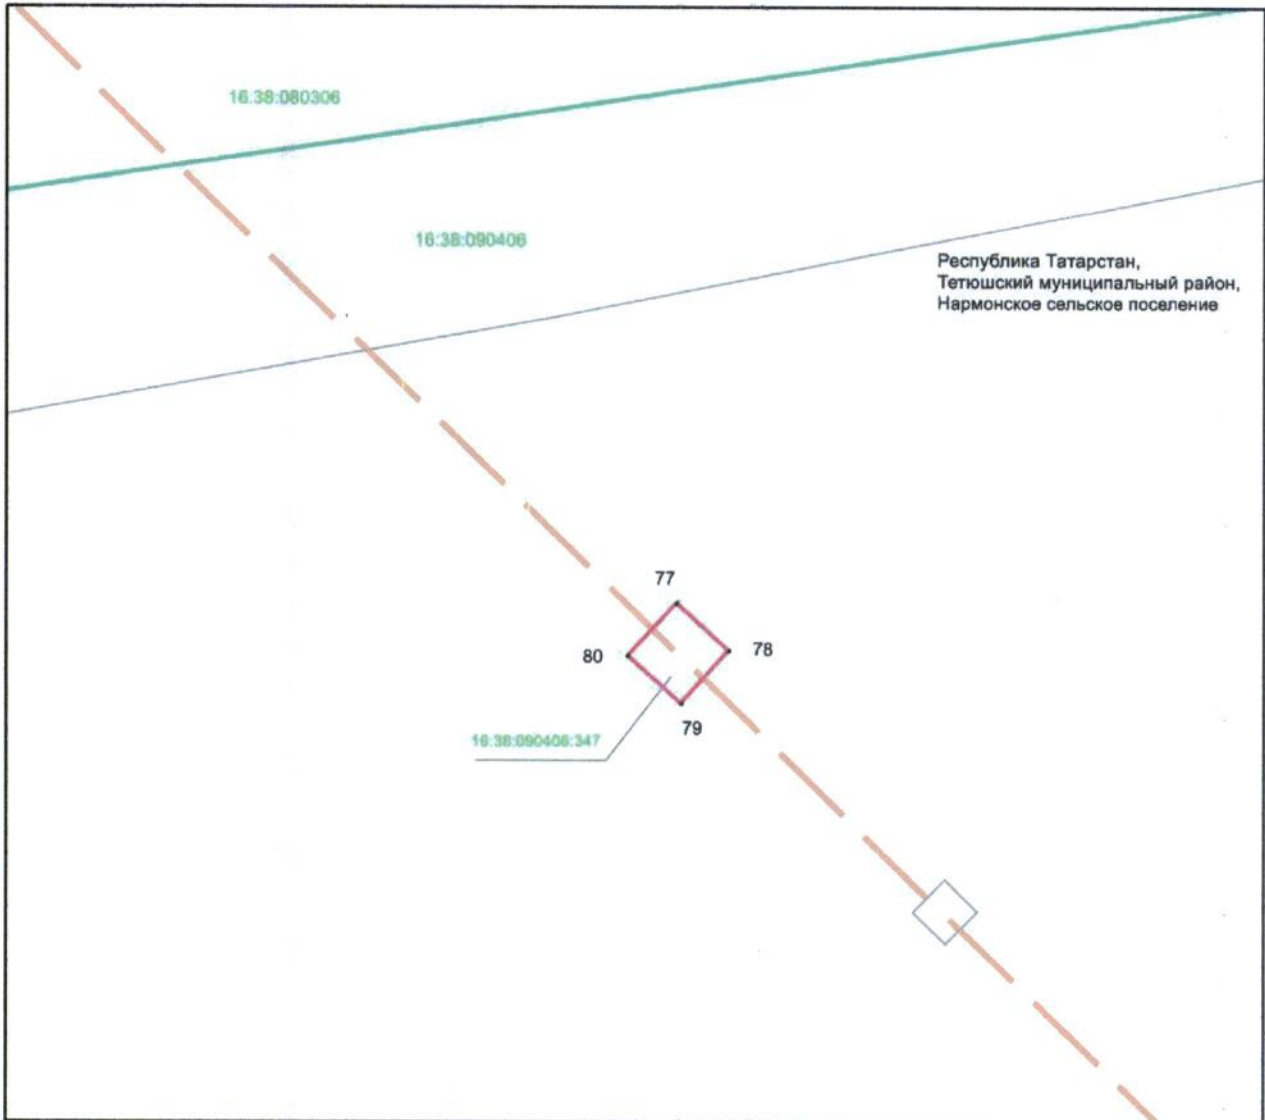 16:38:080306
16:38:090406
Республика Татарстан,
Тетюшский муниципальный район,
Нармонское сельское поселение
77
78
80
79
16:38:090406:347